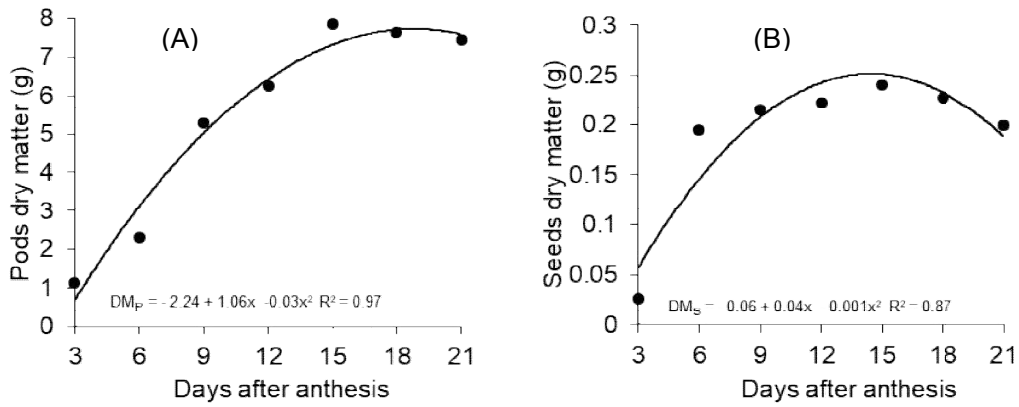 (A)
Pods dry matter (g)
8
7
6
5
4
3
2
1
0
DMP = - 2.24 + 1.06x -0.03x² R² = 0.97
3 6 9 12 15 18 21
Days after anthesis
(B)
Seeds dry matter (g)
0.3
0.25
0.2
0.15
0.1
0.05
0
DMS = 0.06 + 0.04x 0.001x² R² = 0.87
3 6 9 12 15 18 21
Days after anthesis